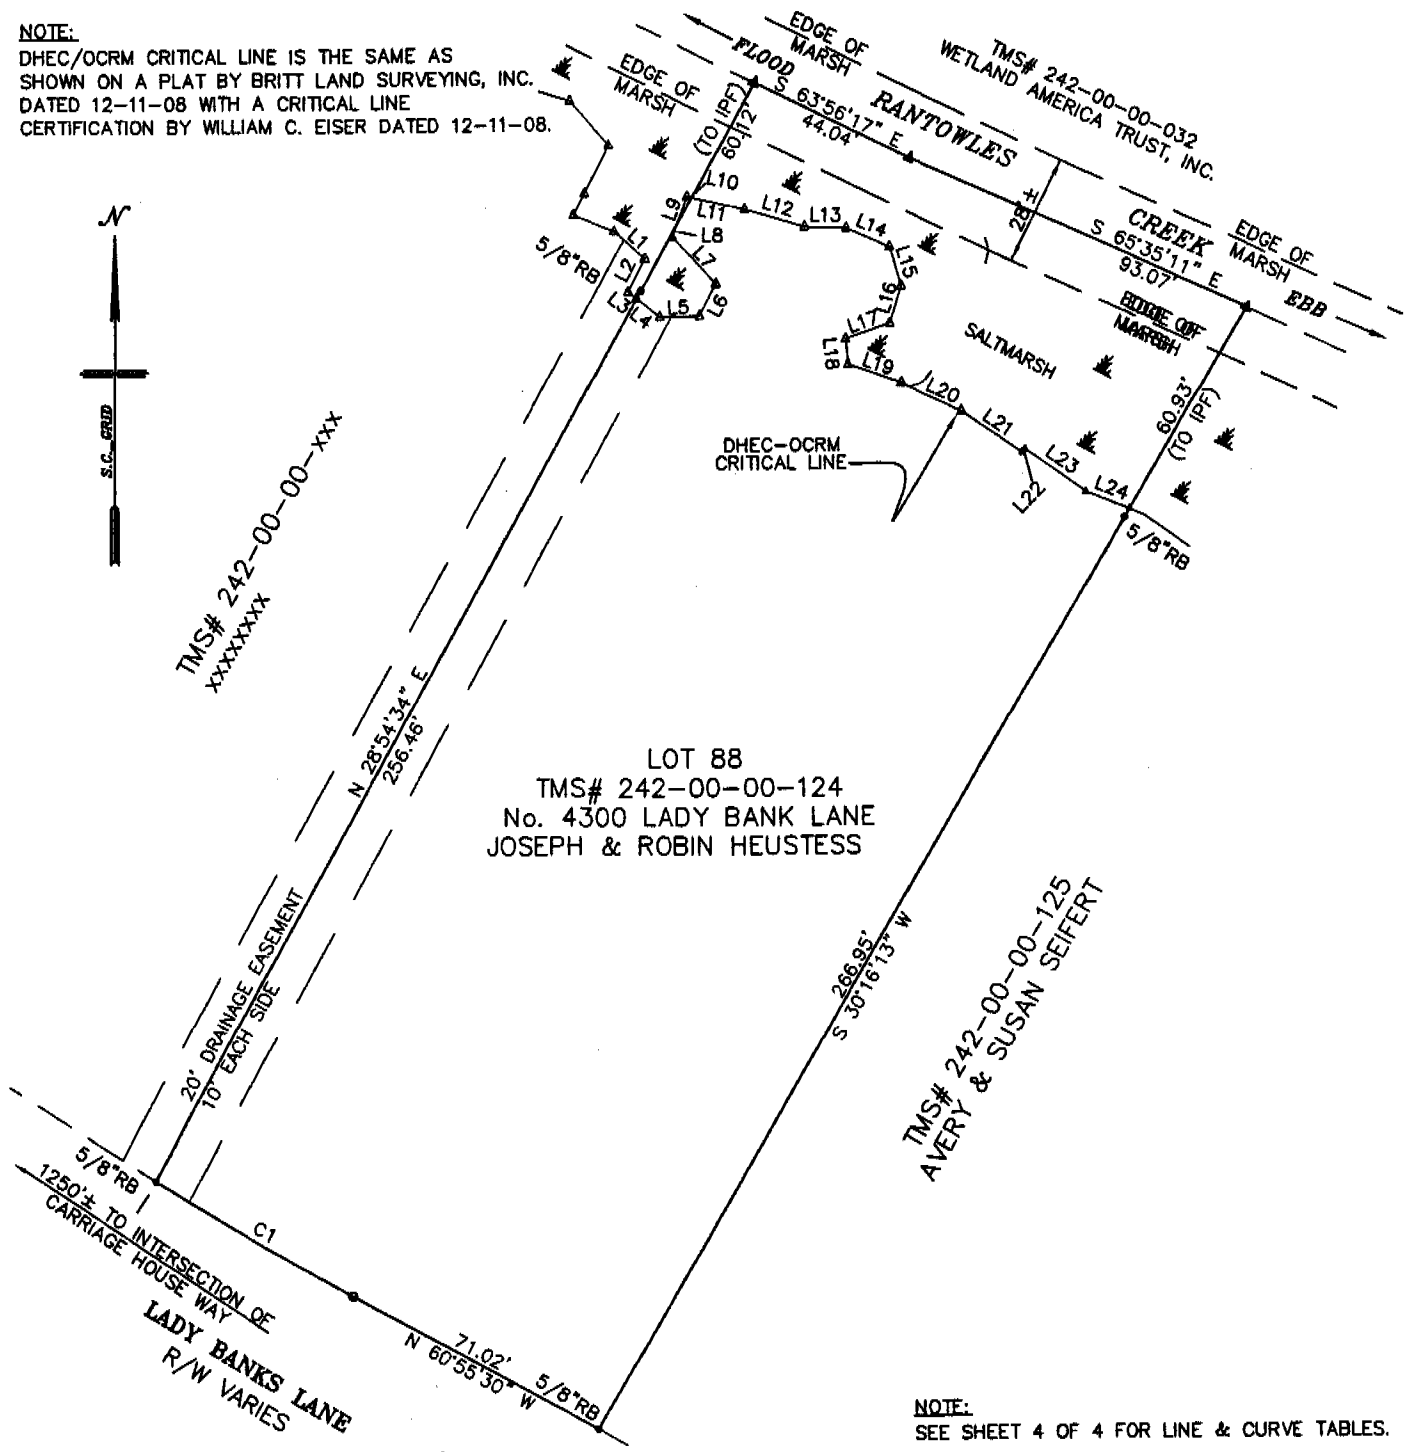 NOTE:
DHEC/OCRM CRITICAL LINE IS THE SAME AS
SHOWN ON A PLAT BY BRITT LAND SURVEYING, INC.
DATED 12-11-08 WITH A CRITICAL LINE
CERTIFICATION BY WILLIAM C. EISER DATED 12-11-08.
EDGE OF
MARSH
FLOOD
EDGE OF
MARSH
TMS# 242-00-00-032
WETLAND AMERICA TRUST, INC.
S 63°56'17" E
44.04'
RANTOWLES
CREEK
28'±
S 65°35'11" E
93.07'
EDGE OF
MARSH
EBB
MARSH
(TO IPF)
60.12'
L10
L9
L11
L12
L13
L14
L15
L8
L7
L1
L2
5/8"RB
L3
L4
L5
L6
L16
L17
L18
L19
L20
L21
L22
L23
L24
SALTMARSH
60.93'
(TO IPF)
5/8"RB
DHEC-OCRM
CRITICAL LINE
N
S.C. GRID
TMS# 242-00-00-xxx
xxxxxxxx
N 28°54'34" E
256.46'
LOT 88
TMS# 242-00-00-124
No. 4300 LADY BANK LANE
JOSEPH & ROBIN HEUSTESS
20' DRAINAGE EASEMENT
10' EACH SIDE
266.95'
S 30°16'13" W
TMS# 242-00-00-125
AVERY & SUSAN SEIFERT
5/8"RB
1250'± TO INTERSECTION OF
CARRIAGE HOUSE WAY
C1
LADY BANKS LANE
R/W VARIES
71.02'
N 60°55'30" W
5/8"RB
NOTE:
SEE SHEET 4 OF 4 FOR LINE & CURVE TABLES.